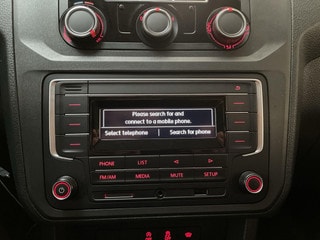 Please search for and
connect to a mobile phone.
Select telephone Search for phone
PHONE LIST
FM/AM MEDIA MUTE SETUP